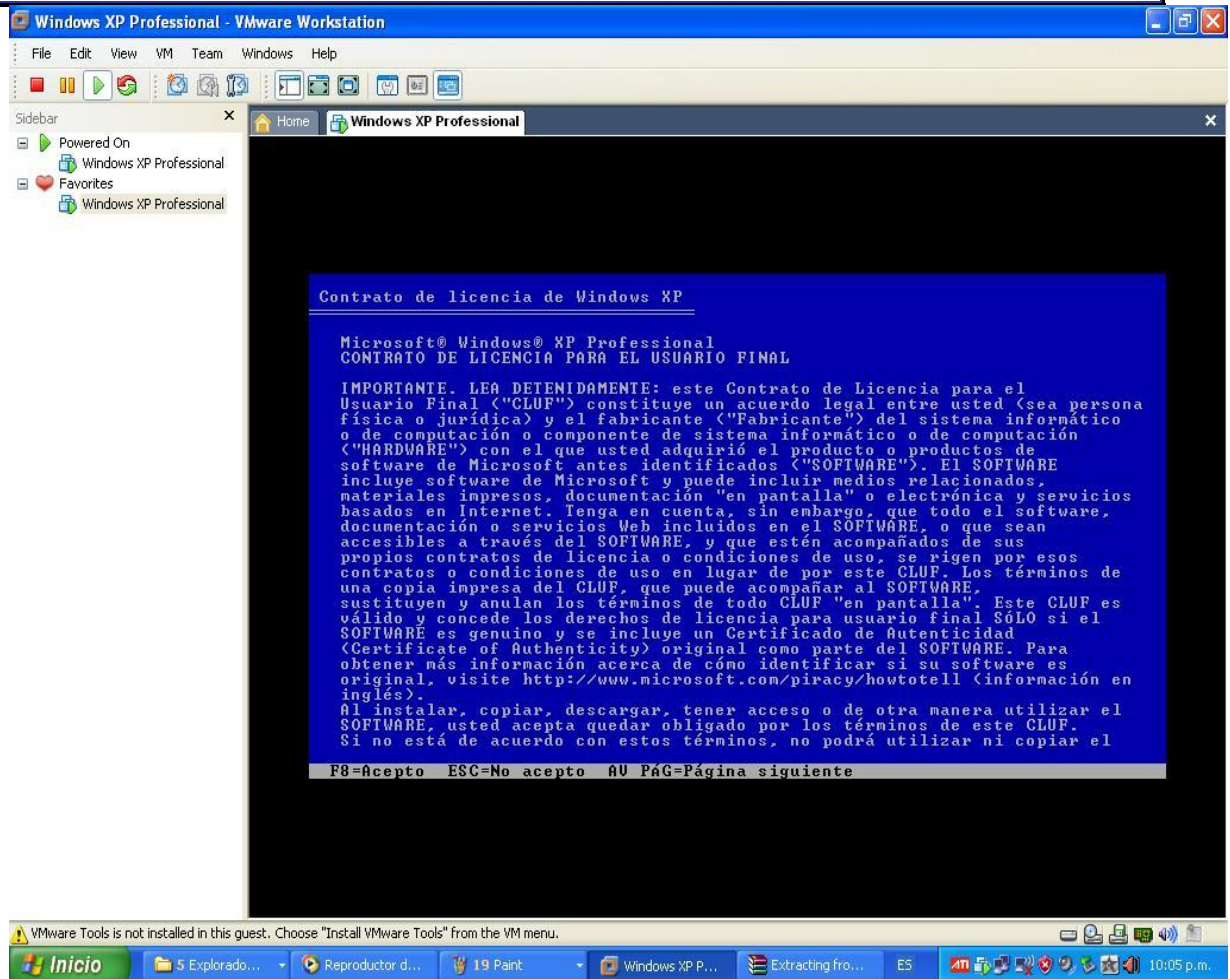 Windows XP Professional - VMware Workstation
File Edit View VM Team Windows Help
Sidebar
Home Windows XP Professional
Powered On
Windows XP Professional
Favorites
Windows XP Professional
Contrato de licencia de Windows XP
Microsoft® Windows® XP Professional
CONTRATO DE LICENCIA PARA EL USUARIO FINAL
IMPORTANTE. LEA DETENIDAMENTE: este Contrato de Licencia para el
Usuario Final ("CLUF") constituye un acuerdo legal entre usted (sea persona
física o jurídica) y el fabricante ("Fabricante") del sistema informático
o de computación o componente de sistema informático o de computación
("HARDWARE") con el que usted adquirió el producto o productos de
software de Microsoft antes identificados ("SOFTWARE"). El SOFTWARE
incluye software de Microsoft y puede incluir medios relacionados,
materiales impresos, documentación "en pantalla" o electrónica y servicios
basados en Internet. Tenga en cuenta, sin embargo, que todo el software,
documentación o servicios Web incluidos en el SOFTWARE, o que sean
accesibles a través del SOFTWARE, y que estén acompañados de sus
propios contratos de licencia o condiciones de uso, se rigen por esos
contratos o condiciones de uso en lugar de por este CLUF. Los términos de
una copia impresa del CLUF, que puede acompañar al SOFTWARE,
sustituyen y anulan los términos de todo CLUF "en pantalla". Este CLUF es
válido y concede los derechos de licencia para usuario final SóLO si el
SOFTWARE es genuino y se incluye un Certificado de Autenticidad
(Certificate of Authenticity) original como parte del SOFTWARE. Para
obtener más información acerca de cómo identificar si su software es
original, visite http://www.microsoft.com/piracy/howtotell (información en
inglés).
Al instalar, copiar, descargar, tener acceso o de otra manera utilizar el
SOFTWARE, usted acepta quedar obligado por los términos de este CLUF.
Si no está de acuerdo con estos términos, no podrá utilizar ni copiar el
F8=Acepto ESC=No acepto AV PáG=Página siguiente
VMware Tools is not installed in this guest. Choose "Install VMware Tools" from the VM menu.
Inicio 5 Explorado... Reproductor d... 19 Paint Windows XP P... Extracting fro... ES ATI 10:05 p.m.